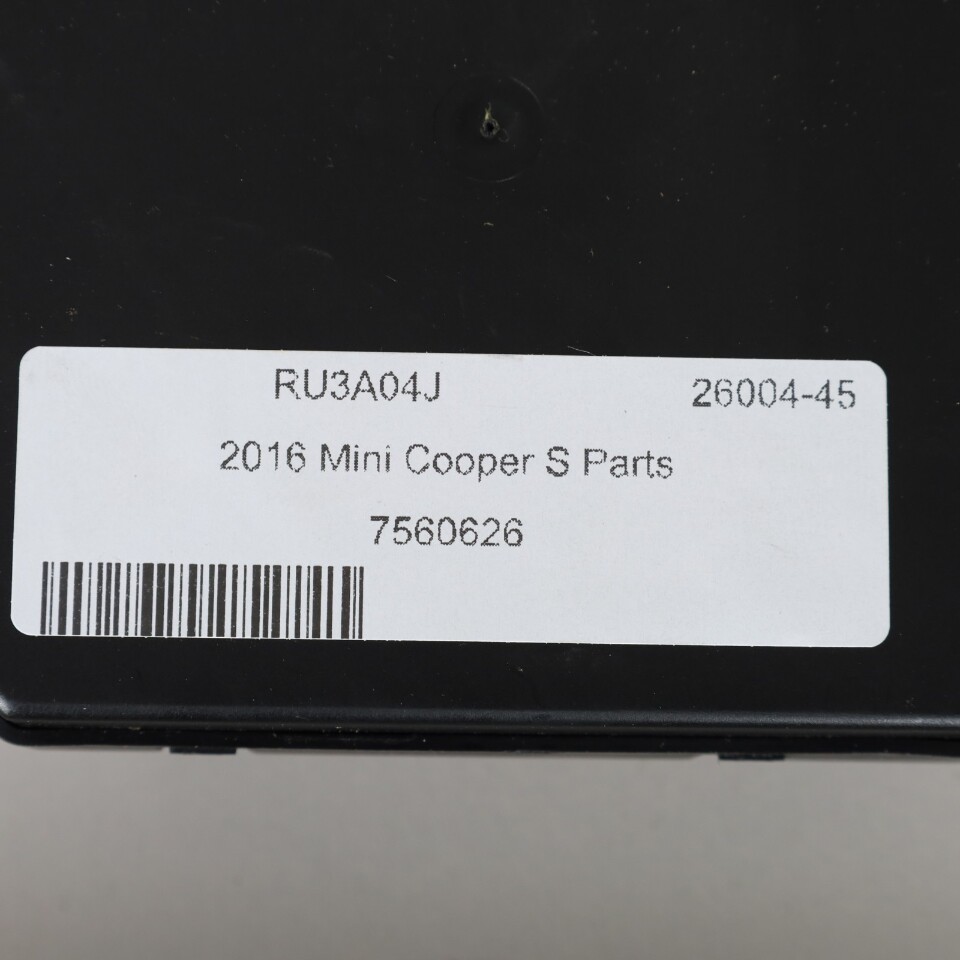 RU3A04J 26004-45
2016 Mini Cooper S Parts
7560626